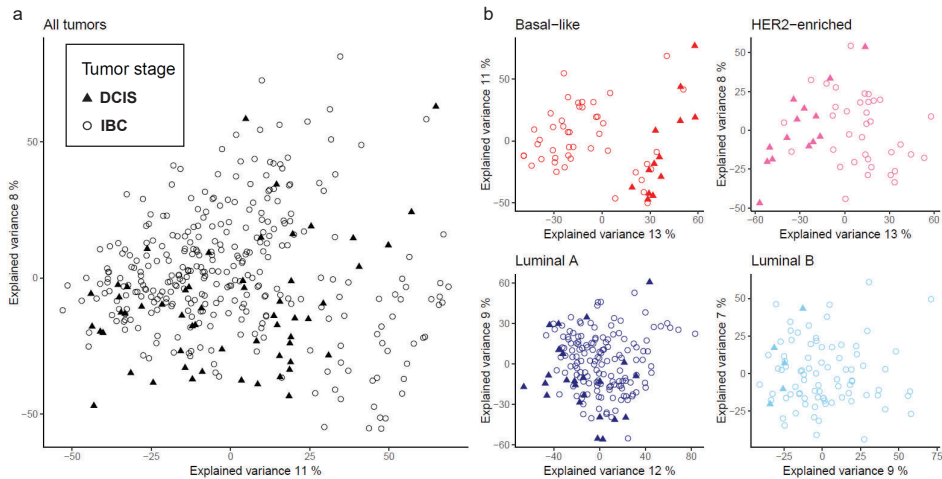 a
All tumors
Tumor stage
DCIS
IBC
Explained variance 8 %
50
0
−50
−50
−25
0
25
50
Explained variance 11 %
b
Basal-like
Explained variance 11 %
50
0
−50
−30
0
30
60
Explained variance 13 %
HER2-enriched
Explained variance 8 %
50
25
0
−25
−50
−60
−30
0
30
60
Explained variance 13 %
Luminal A
Explained variance 9 %
60
30
0
−30
−60
−40
0
40
80
Explained variance 12 %
Luminal B
Explained variance 7 %
50
25
0
−25
−25
0
25
50
75
Explained variance 9 %